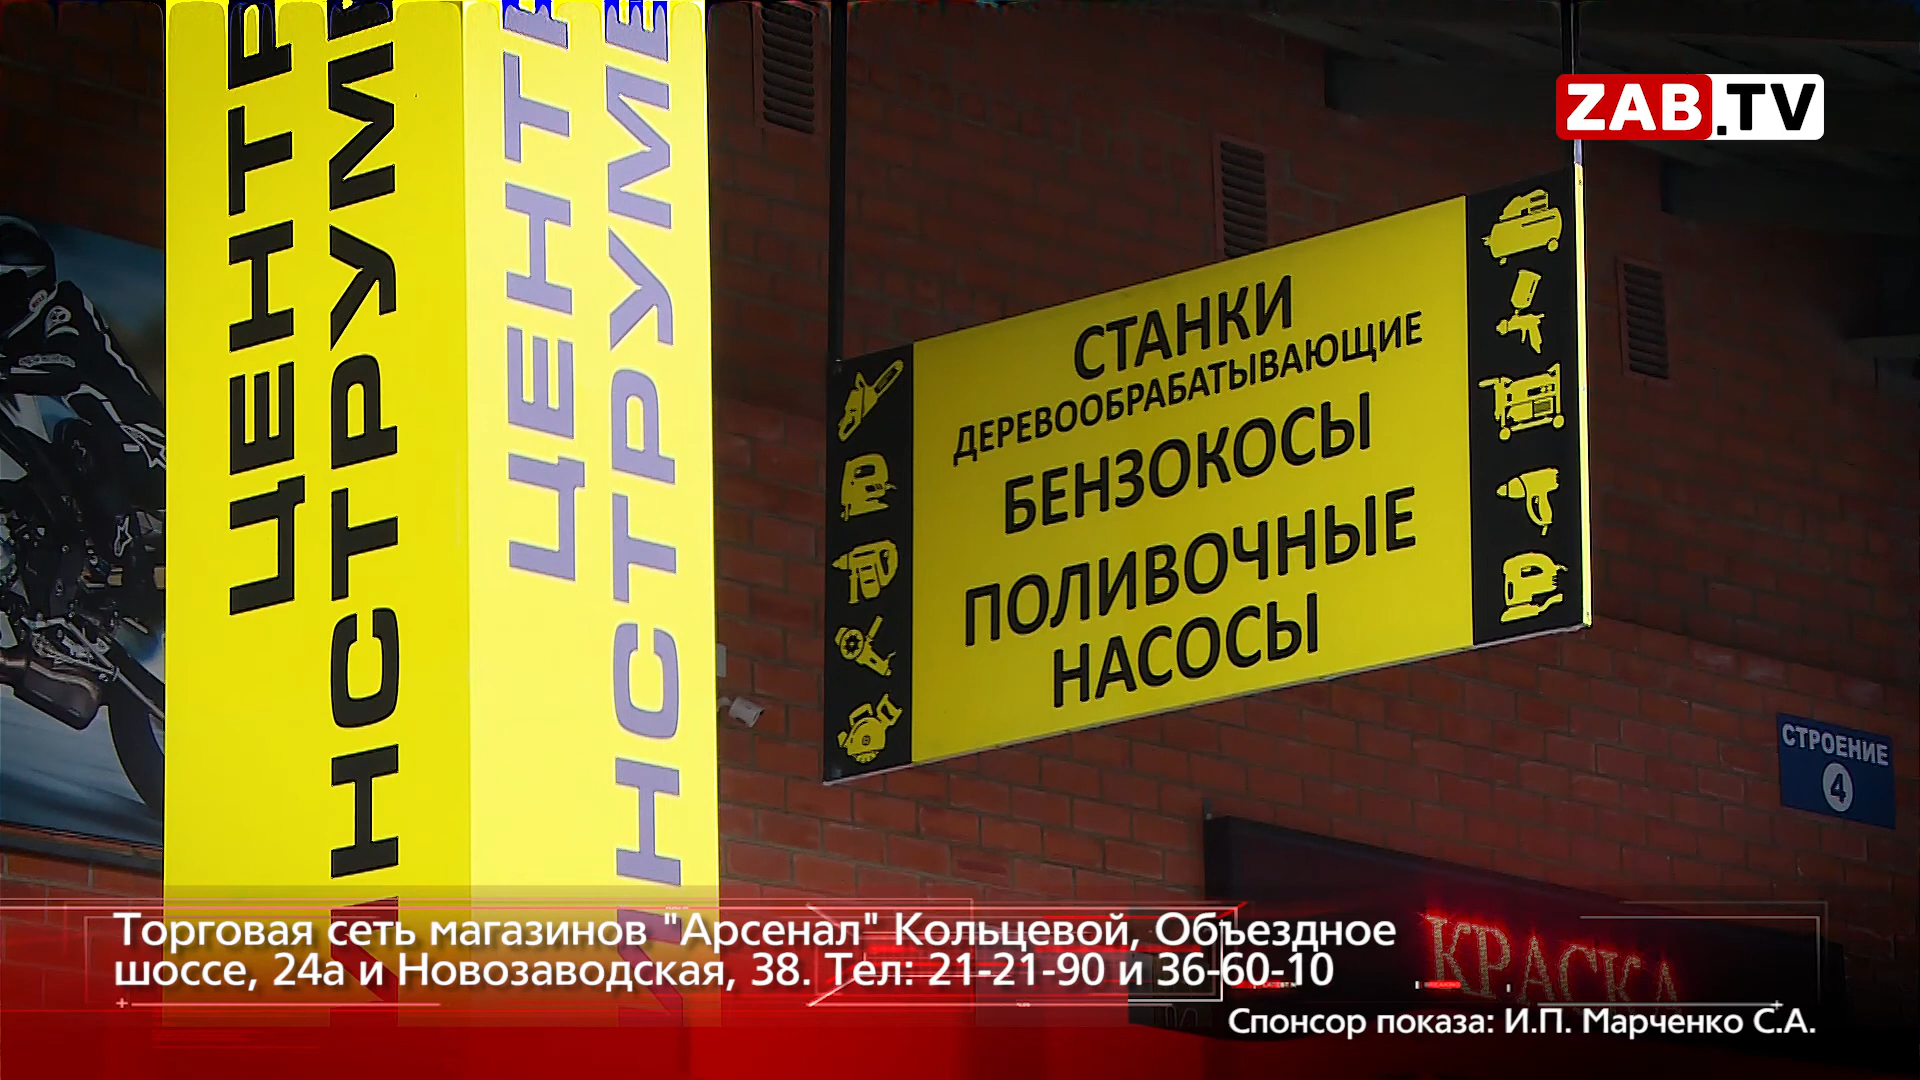 ZAB.TV
ЦЕНТР
ИНСТРУМЕ
ЦЕНТР
ИНСТРУМЕ
СТАНКИ
ДЕРЕВООБРАБАТЫВАЮЩИЕ
БЕНЗОКОСЫ
ПОЛИВОЧНЫЕ
НАСОСЫ
СТРОЕНИЕ
4
КРАСКА
Торговая сеть магазинов "Арсенал" Кольцевой, Объездное
шоссе, 24а и Новозаводская, 38. Тел: 21-21-90 и 36-60-10
Спонсор показа: И.П. Марченко С.А.